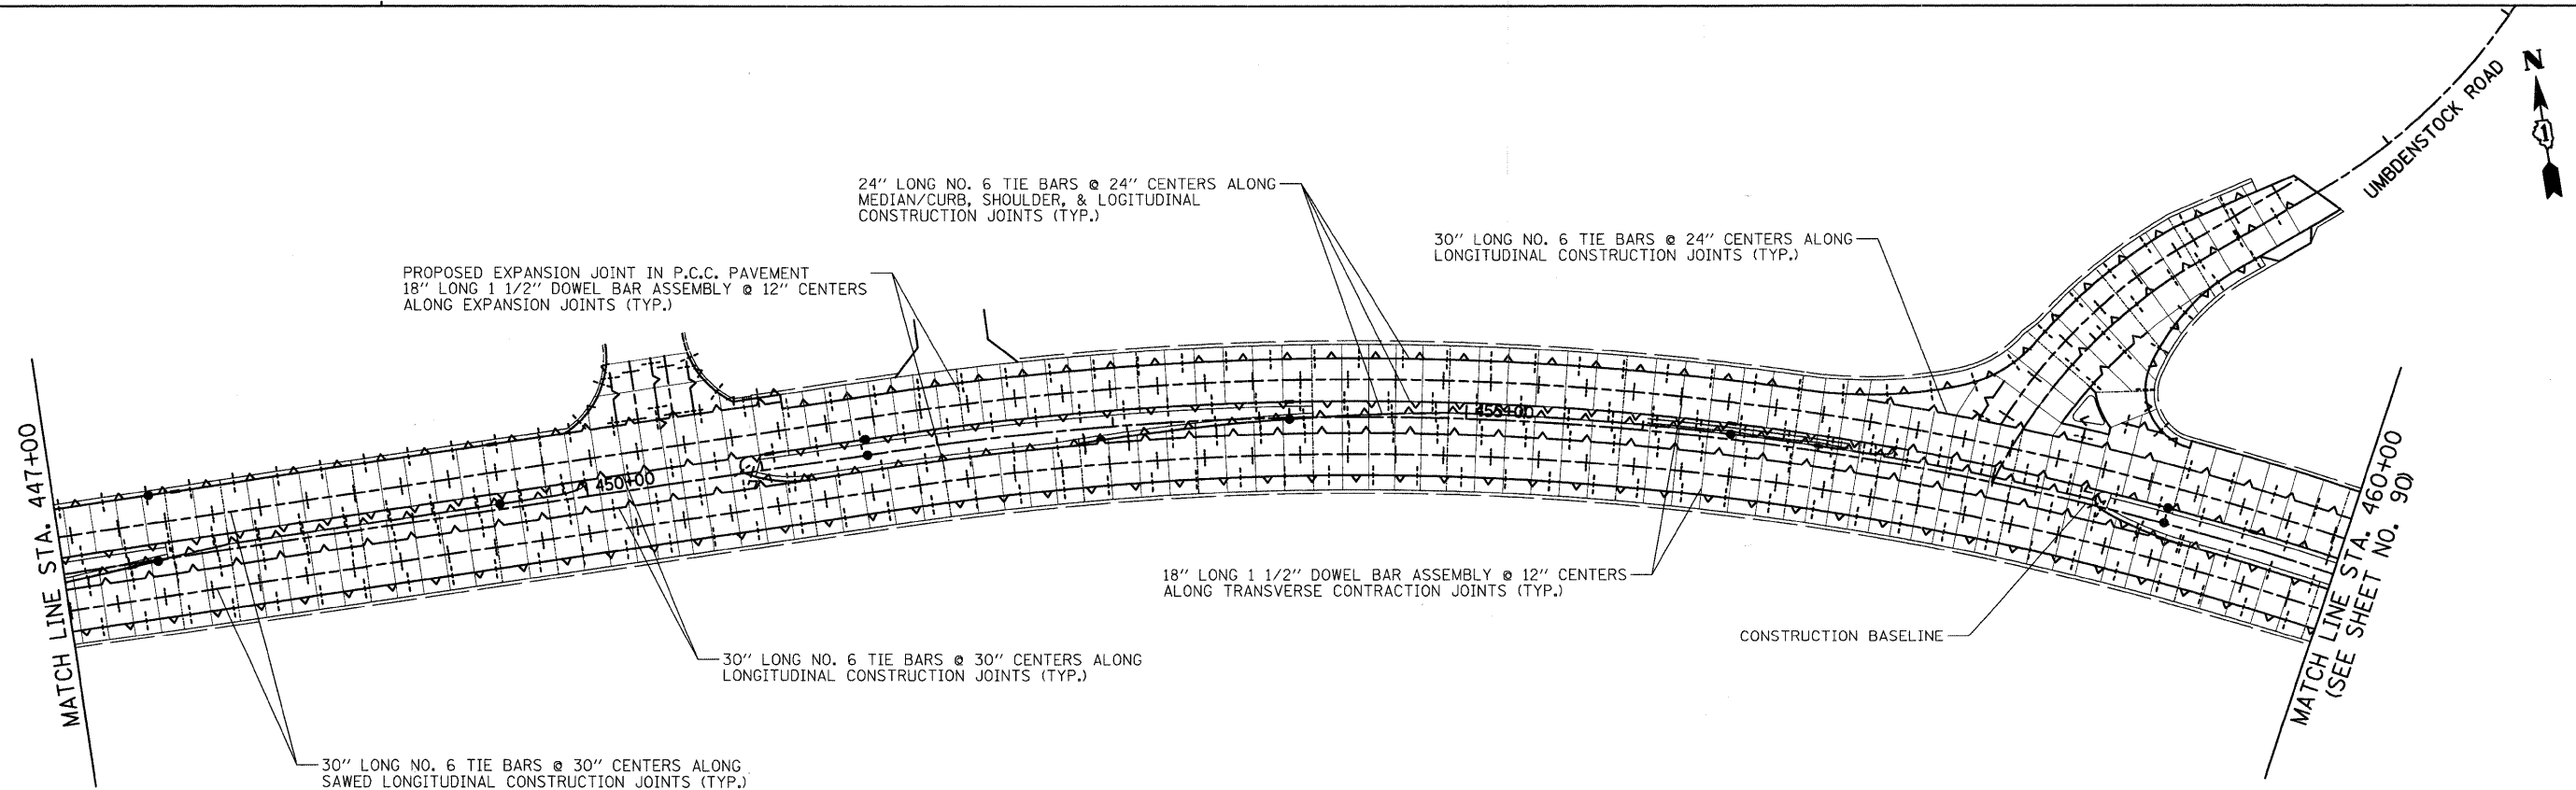 N
1
UMBDENSTOCK ROAD
24" LONG NO. 6 TIE BARS @ 24" CENTERS ALONG
MEDIAN/CURB, SHOULDER, & LOGITUDINAL
CONSTRUCTION JOINTS (TYP.)
30" LONG NO. 6 TIE BARS @ 24" CENTERS ALONG
LONGITUDINAL CONSTRUCTION JOINTS (TYP.)
PROPOSED EXPANSION JOINT IN P.C.C. PAVEMENT
18" LONG 1 1/2" DOWEL BAR ASSEMBLY @ 12" CENTERS
ALONG EXPANSION JOINTS (TYP.)
455+00
450+00
MATCH LINE STA. 447+00
MATCH LINE STA. 460+00
(SEE SHEET NO. 90)
18" LONG 1 1/2" DOWEL BAR ASSEMBLY @ 12" CENTERS
ALONG TRANSVERSE CONTRACTION JOINTS (TYP.)
CONSTRUCTION BASELINE
30" LONG NO. 6 TIE BARS @ 30" CENTERS ALONG
LONGITUDINAL CONSTRUCTION JOINTS (TYP.)
30" LONG NO. 6 TIE BARS @ 30" CENTERS ALONG
SAWED LONGITUDINAL CONSTRUCTION JOINTS (TYP.)